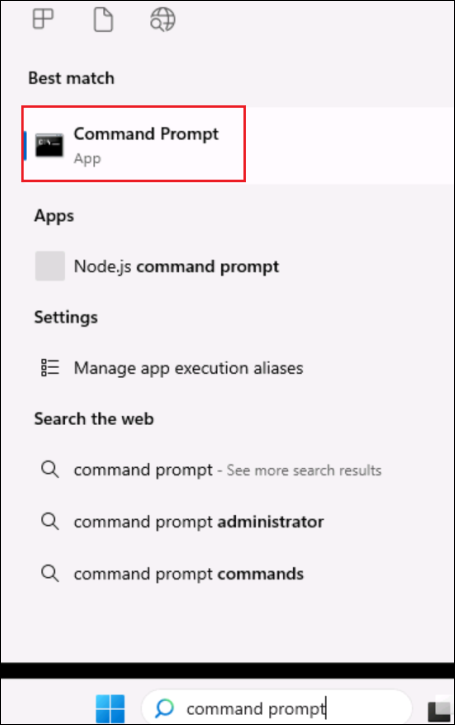 Best match
Command Prompt
App
Apps
Node.js command prompt
Settings
Manage app execution aliases
Search the web
command prompt - See more search results
command prompt administrator
command prompt commands
command prompt